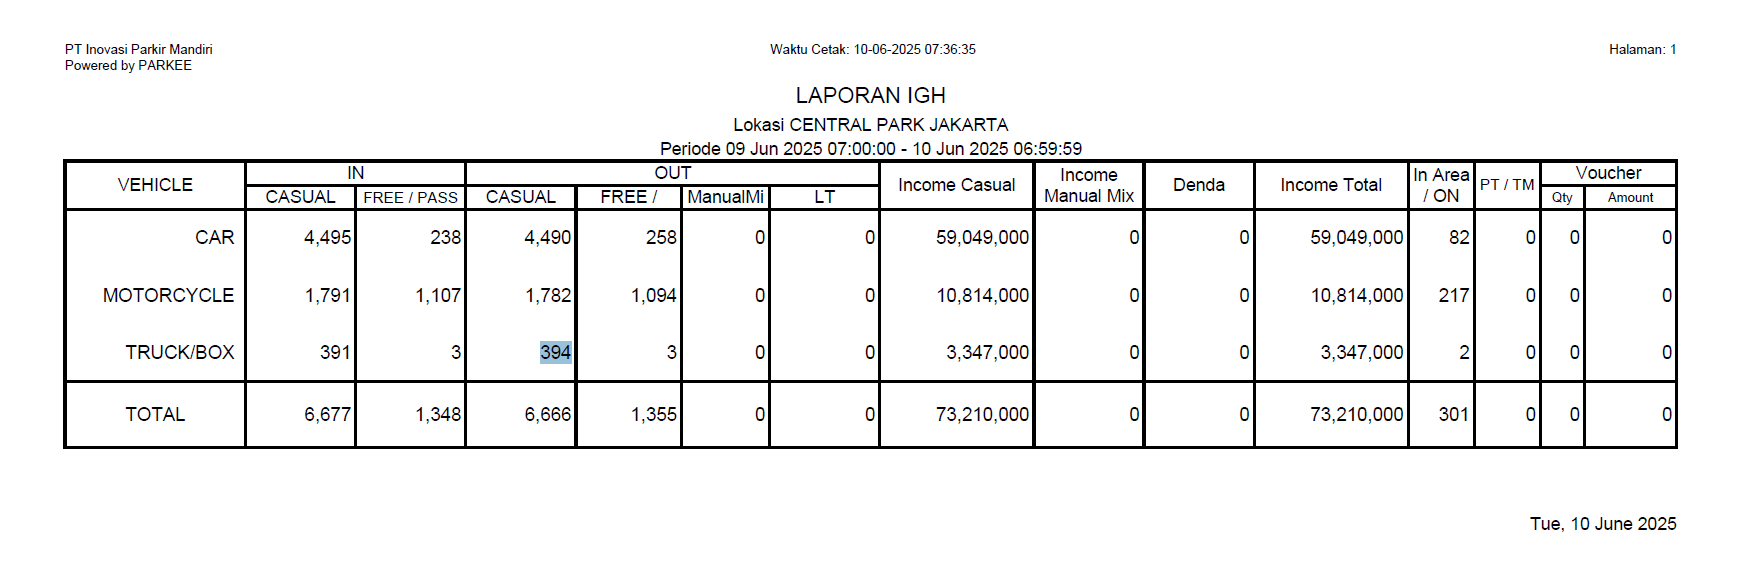 PT Inovasi Parkir Mandiri Waktu Cetak: 10-06-2025 07:36:35 Halaman: 1
Powered by PARKEE
LAPORAN IGH
Lokasi CENTRAL PARK JAKARTA
Periode 09 Jun 2025 07:00:00 - 10 Jun 2025 06:59:59
VEHICLE IN OUT Income Casual Income Manual Mix Denda Income Total In Area / ON PT / TM Voucher
CASUAL FREE / PASS CASUAL FREE / ManualMi LT Qty Amount
CAR 4,495 238 4,490 258 0 0 59,049,000 0 0 59,049,000 82 0 0 0
MOTORCYCLE 1,791 1,107 1,782 1,094 0 0 10,814,000 0 0 10,814,000 217 0 0 0
TRUCK/BOX 391 3 394 3 0 0 3,347,000 0 0 3,347,000 2 0 0 0
TOTAL 6,677 1,348 6,666 1,355 0 0 73,210,000 0 0 73,210,000 301 0 0 0
Tue, 10 June 2025